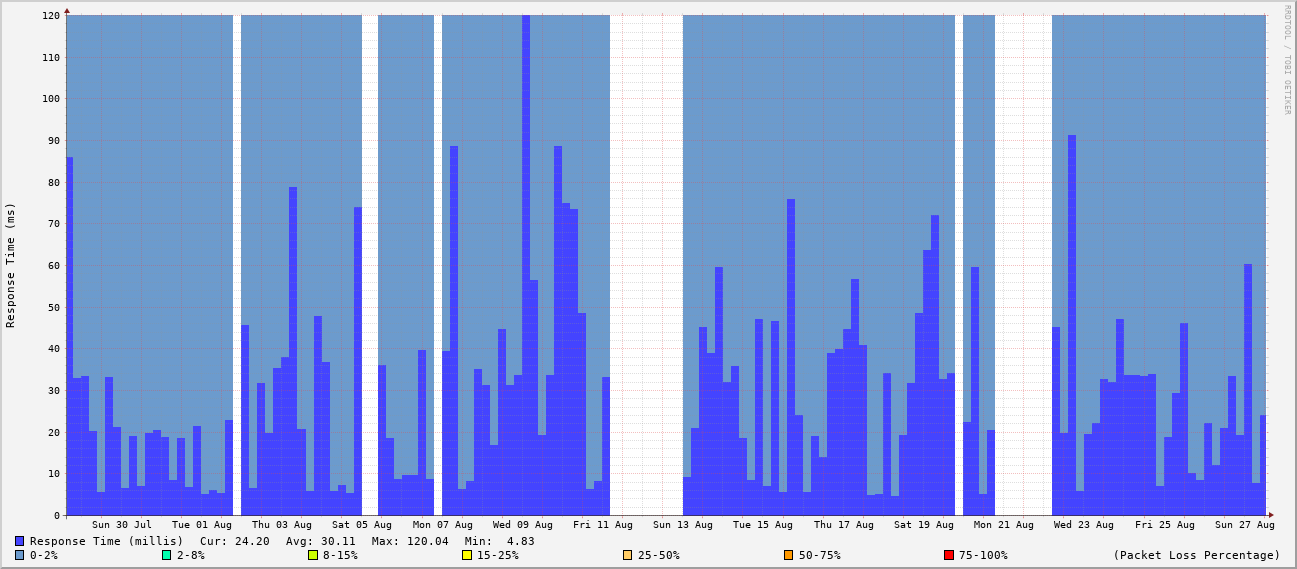 RRDTOOL / TOBI OETIKER
Response Time (ms)
120
110
100
90
80
70
60
50
40
30
20
10
0
Sun 30 Jul Tue 01 Aug Thu 03 Aug Sat 05 Aug Mon 07 Aug Wed 09 Aug Fri 11 Aug Sun 13 Aug Tue 15 Aug Thu 17 Aug Sat 19 Aug Mon 21 Aug Wed 23 Aug Fri 25 Aug Sun 27 Aug
Response Time (millis) Cur: 24.20 Avg: 30.11 Max: 120.04 Min: 4.83
0-2% 2-8% 8-15% 15-25% 25-50% 50-75% 75-100% (Packet Loss Percentage)